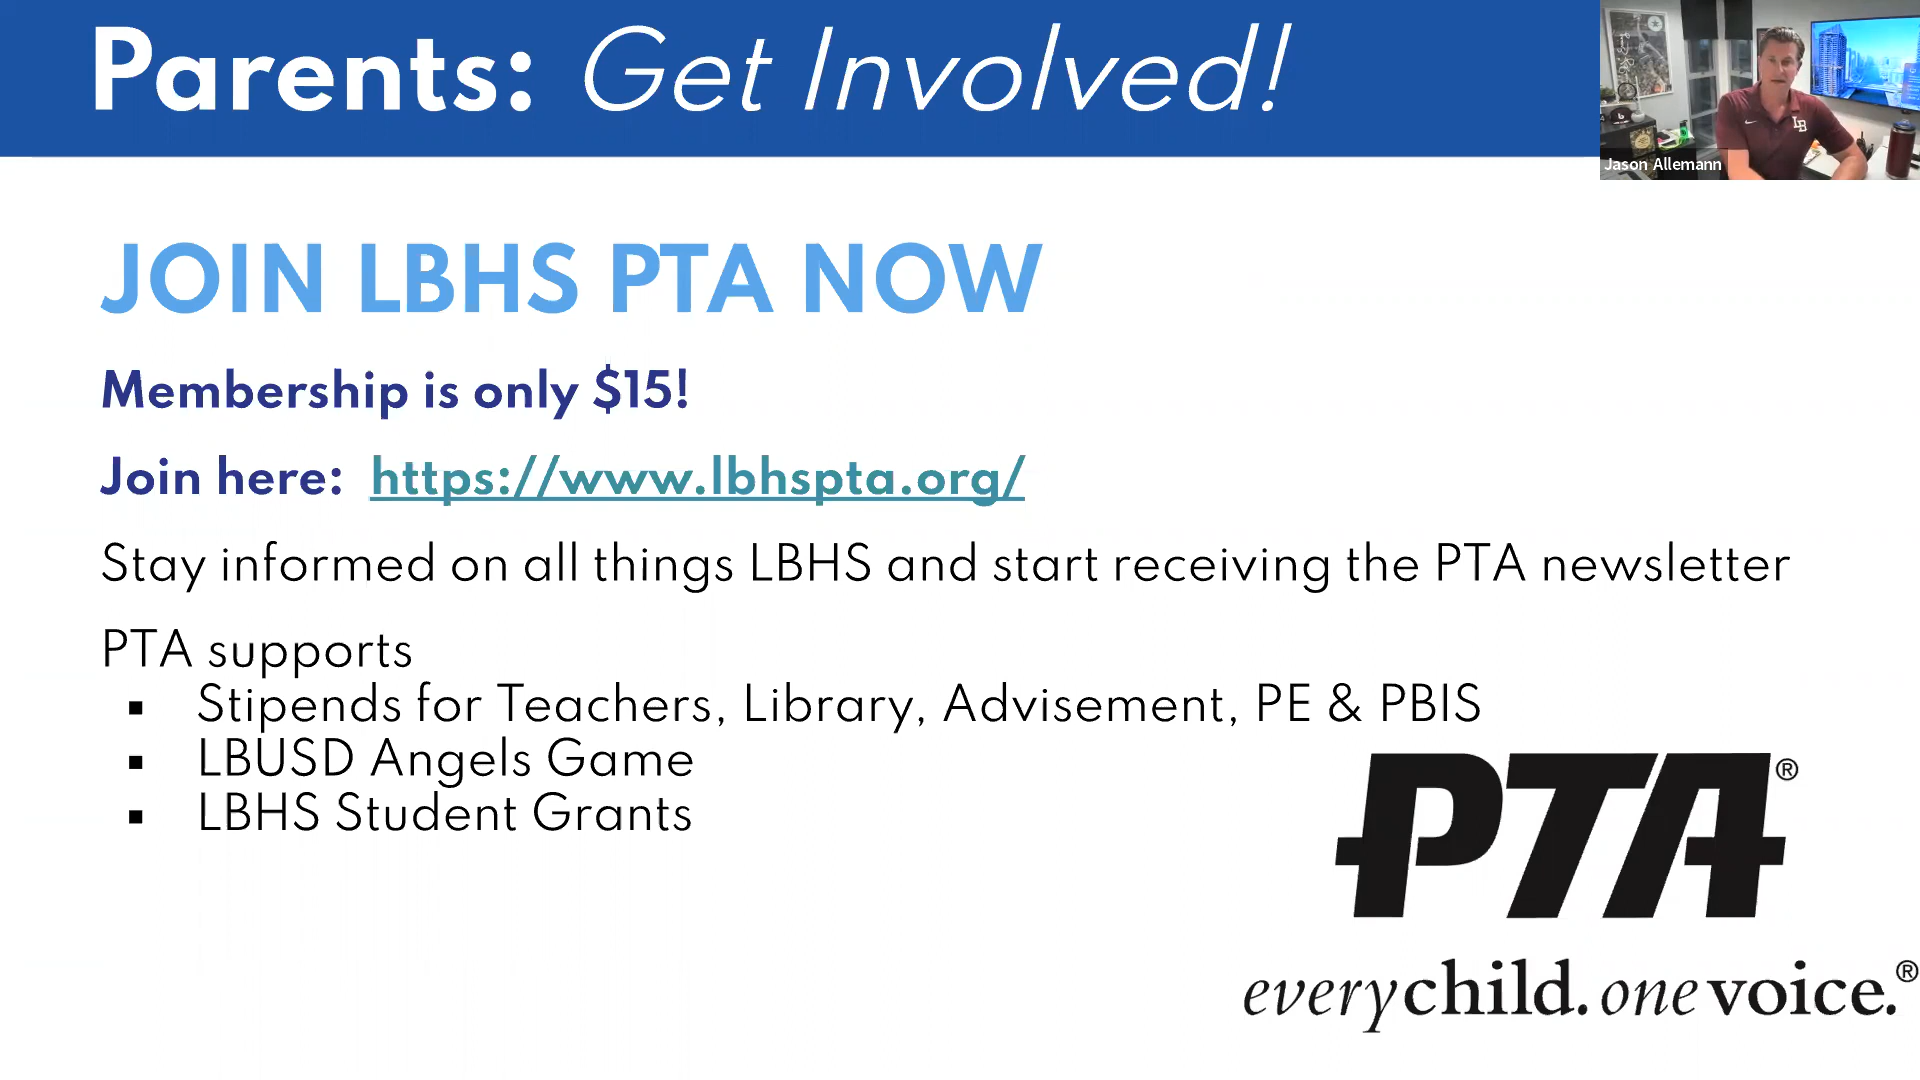 Parents: Get Involved!
LB
Jason Allemann
JOIN LBHS PTA NOW
Membership is only $15!
Join here: https://www.lbhspta.org/
Stay informed on all things LBHS and start receiving the PTA newsletter
PTA supports
▪ Stipends for Teachers, Library, Advisement, PE & PBIS
▪ LBUSD Angels Game
▪ LBHS Student Grants
PTA®
everychild.onevoice.®